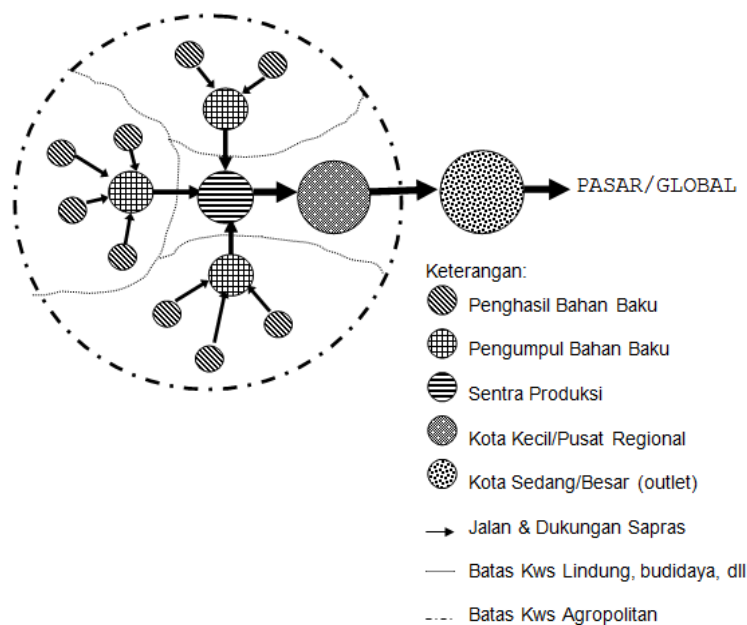 PASAR/GLOBAL
Keterangan:
Penghasil Bahan Baku
Pengumpul Bahan Baku
Sentra Produksi
Kota Kecil/Pusat Regional
Kota Sedang/Besar (outlet)
Jalan & Dukungan Sapras
Batas Kws Lindung, budidaya, dll
Batas Kws Agropolitan